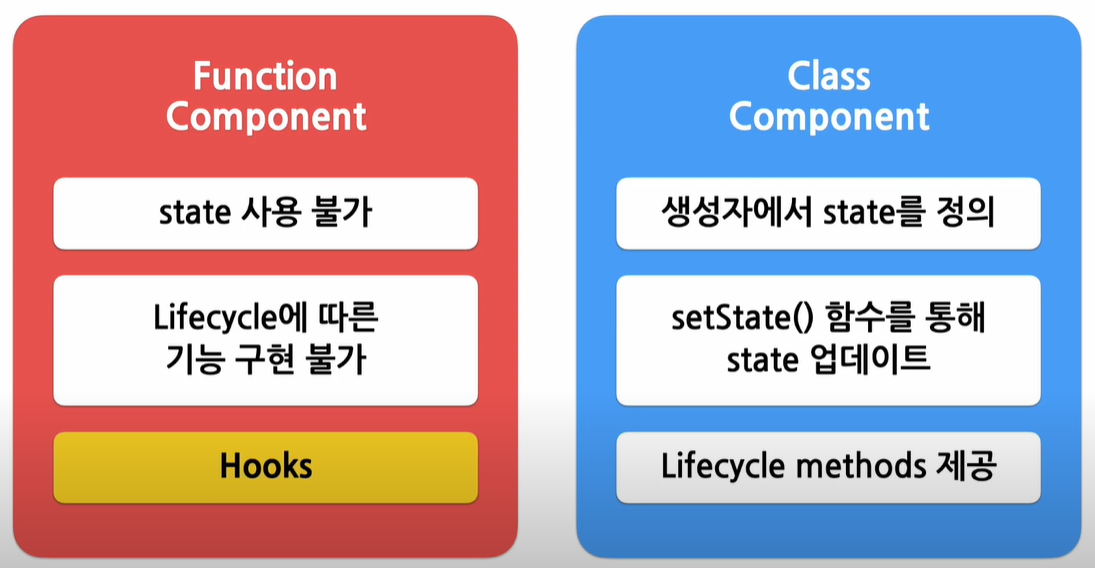 Function
Component
state 사용 불가
Lifecycle에 따른
기능 구현 불가
Hooks
Class
Component
생성자에서 state를 정의
setState() 함수를 통해
state 업데이트
Lifecycle methods 제공